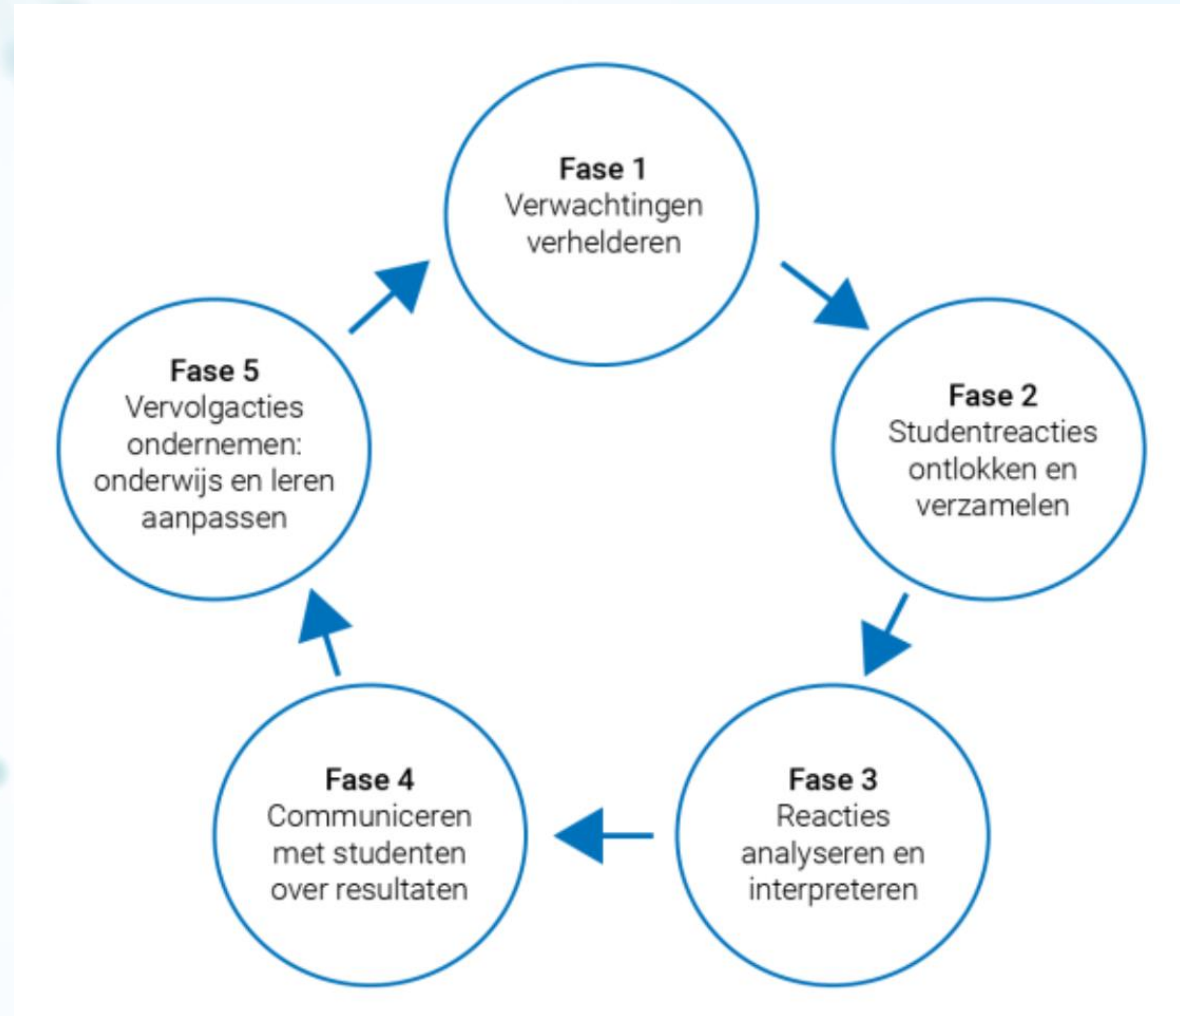 Fase 1
Verwachtingen
verhelderen
Fase 2
Studentreacties
ontlokken en
verzamelen
Fase 3
Reacties
analyseren en
interpreteren
Fase 4
Communiceren
met studenten
over resultaten
Fase 5
Vervolgacties
ondernemen:
onderwijs en leren
aanpassen